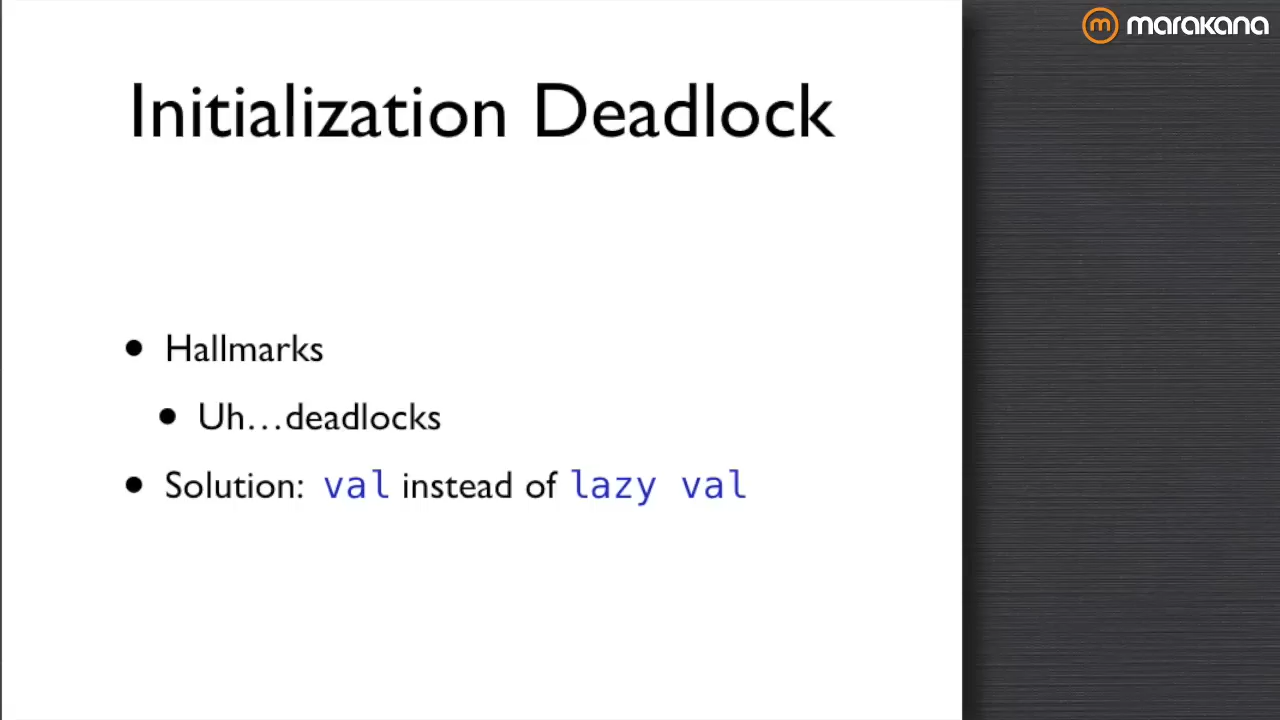 marakana
Initialization Deadlock
• Hallmarks
• Uh…deadlocks
• Solution: val instead of lazy val